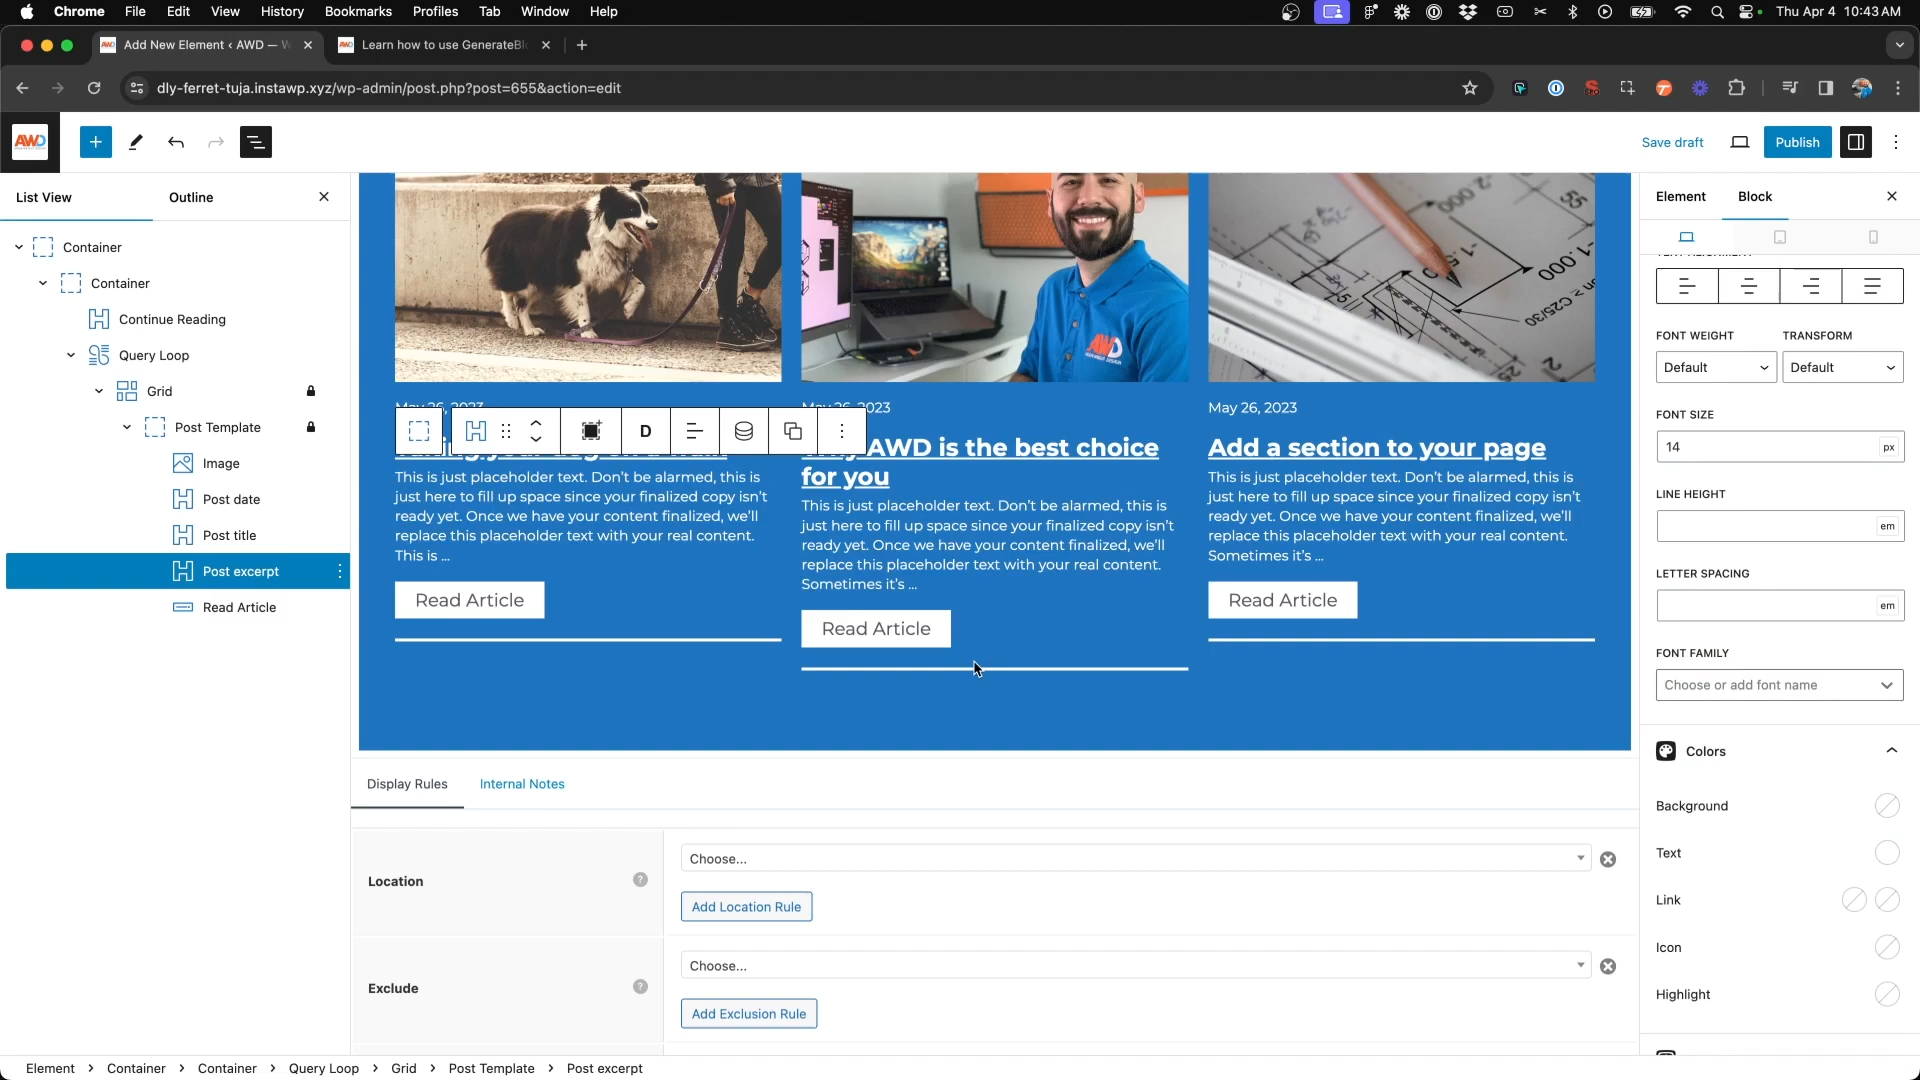 Chrome File Edit View History Bookmarks Profiles Tab Window Help Thu Apr 4 10:43 AM
Add New Element ‹ AWD — W
Learn how to use GenerateBl
dly-ferret-tuja.instawp.xyz/wp-admin/post.php?post=655&action=edit
AWD
Save draft
Publish
List View
Outline
Element
Block
Container
Container
Continue Reading
Query Loop
Grid
Post Template
Image
Post date
Post title
Post excerpt
Read Article
May 26, 2023
This is just placeholder text. Don't be alarmed, this is
just here to fill up space since your finalized copy isn't
ready yet. Once we have your content finalized, we'll
replace this placeholder text with your real content.
This is ...
Read Article
AWD is the best choice
for you
This is just placeholder text. Don't be alarmed, this is
just here to fill up space since your finalized copy isn't
ready yet. Once we have your content finalized, we'll
replace this placeholder text with your real content.
Sometimes it's ...
Read Article
May 26, 2023
Add a section to your page
This is just placeholder text. Don't be alarmed, this is
just here to fill up space since your finalized copy isn't
ready yet. Once we have your content finalized, we'll
replace this placeholder text with your real content.
Sometimes it's ...
Read Article
Display Rules
Internal Notes
Location
Choose...
Add Location Rule
Exclude
Choose...
Add Exclusion Rule
FONT WEIGHT
TRANSFORM
Default
Default
FONT SIZE
14
px
LINE HEIGHT
em
LETTER SPACING
em
FONT FAMILY
Choose or add font name
Colors
Background
Text
Link
Icon
Highlight
Element > Container > Container > Query Loop > Grid > Post Template > Post excerpt